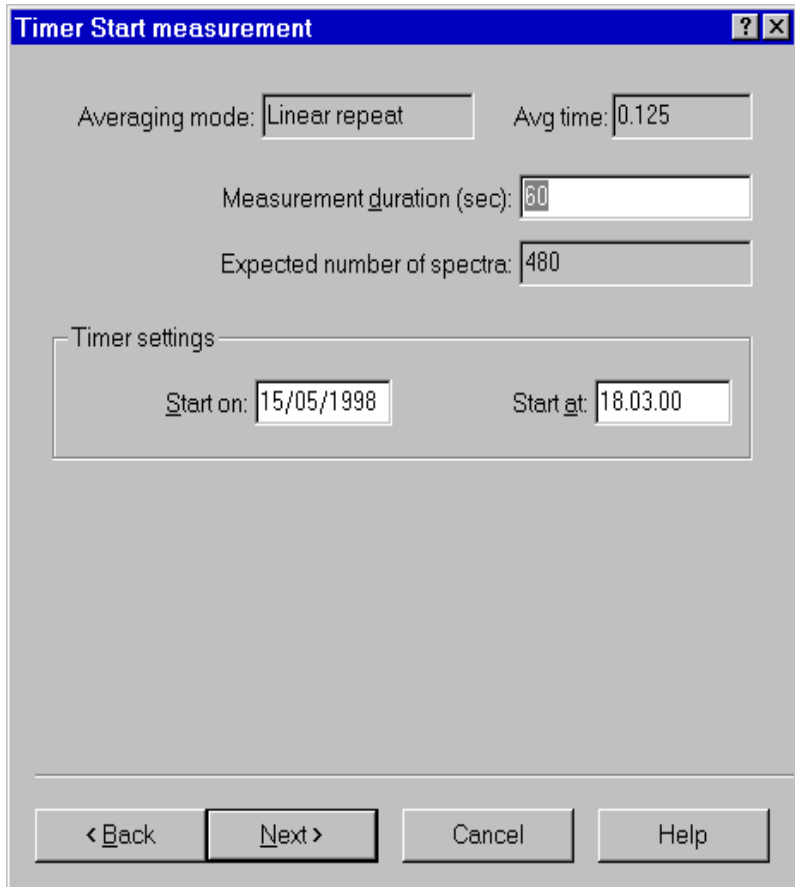 Timer Start measurement
Averaging mode: Linear repeat Avg time: 0.125
Measurement duration (sec): 60
Expected number of spectra: 480
Timer settings
Start on: 15/05/1998 Start at: 18.03.00
< Back Next > Cancel Help